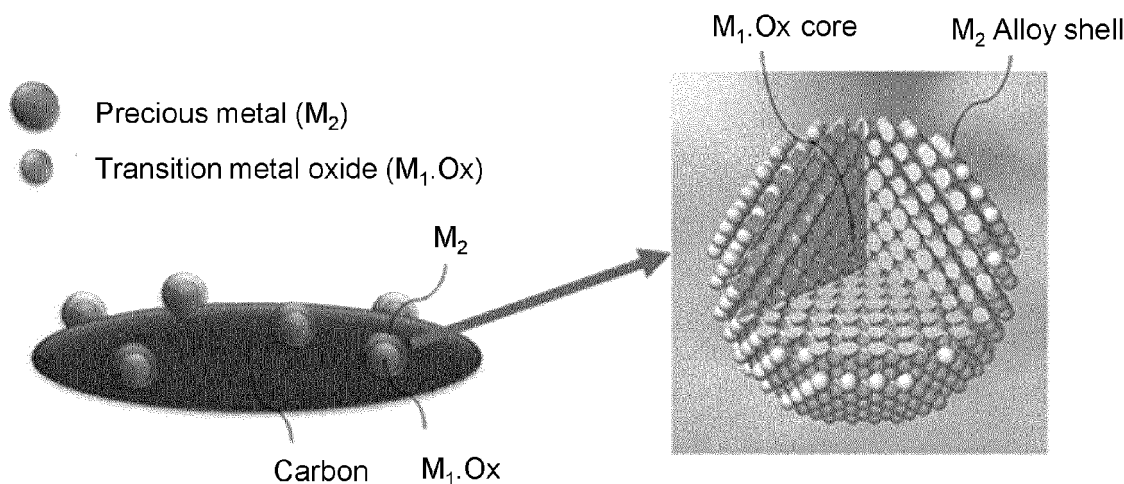 M₁.Ox core
M₂ Alloy shell
Precious metal (M₂)
Transition metal oxide (M₁.Ox)
M₂
Carbon
M₁.Ox